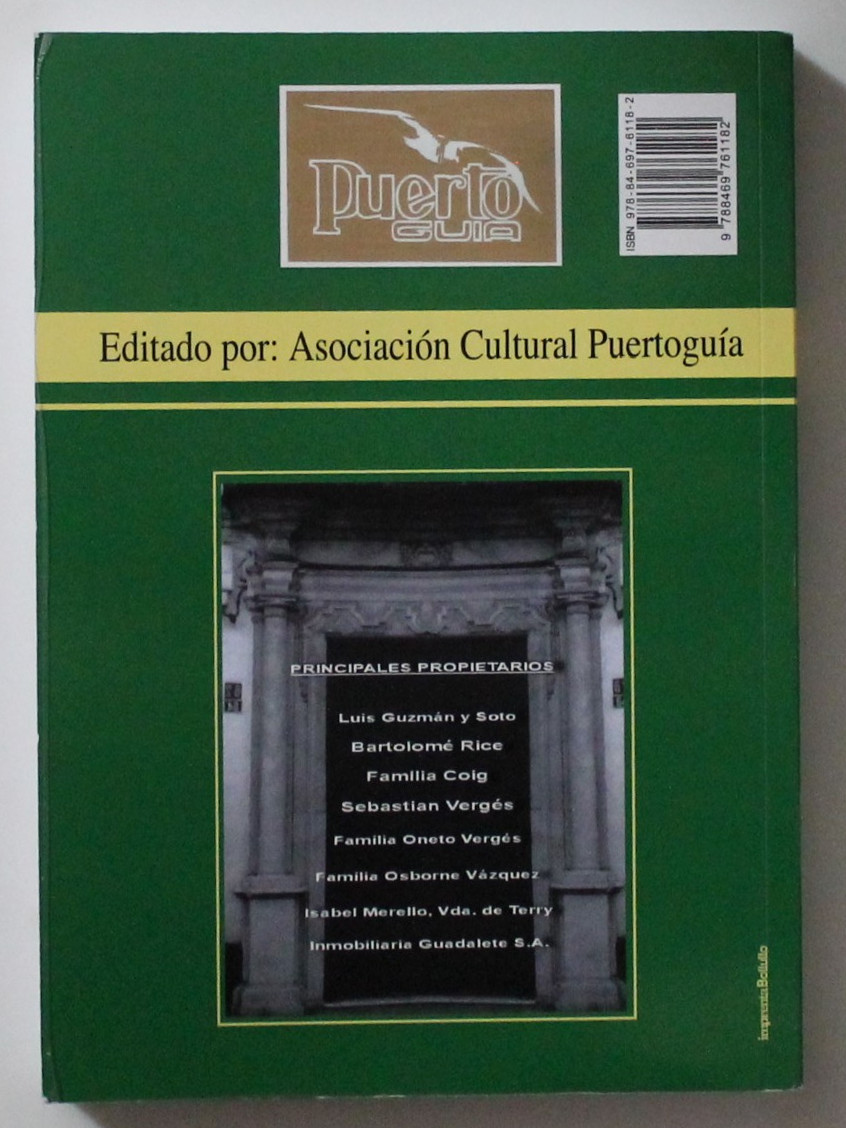 Puerto
GUIA
ISBN 978-84-697-6118-2
9 788469 761182
Editado por: Asociación Cultural Puertoguía
PRINCIPALES PROPIETARIOS
Luis Guzmán y Soto
Bartolomé Rice
Familia Coig
Sebastian Vergés
Familia Oneto Vergés
Familia Osborne Vázquez
Isabel Merello, Vda. de Terry
Inmobiliaria Guadalete S.A.
imprentaBollullo